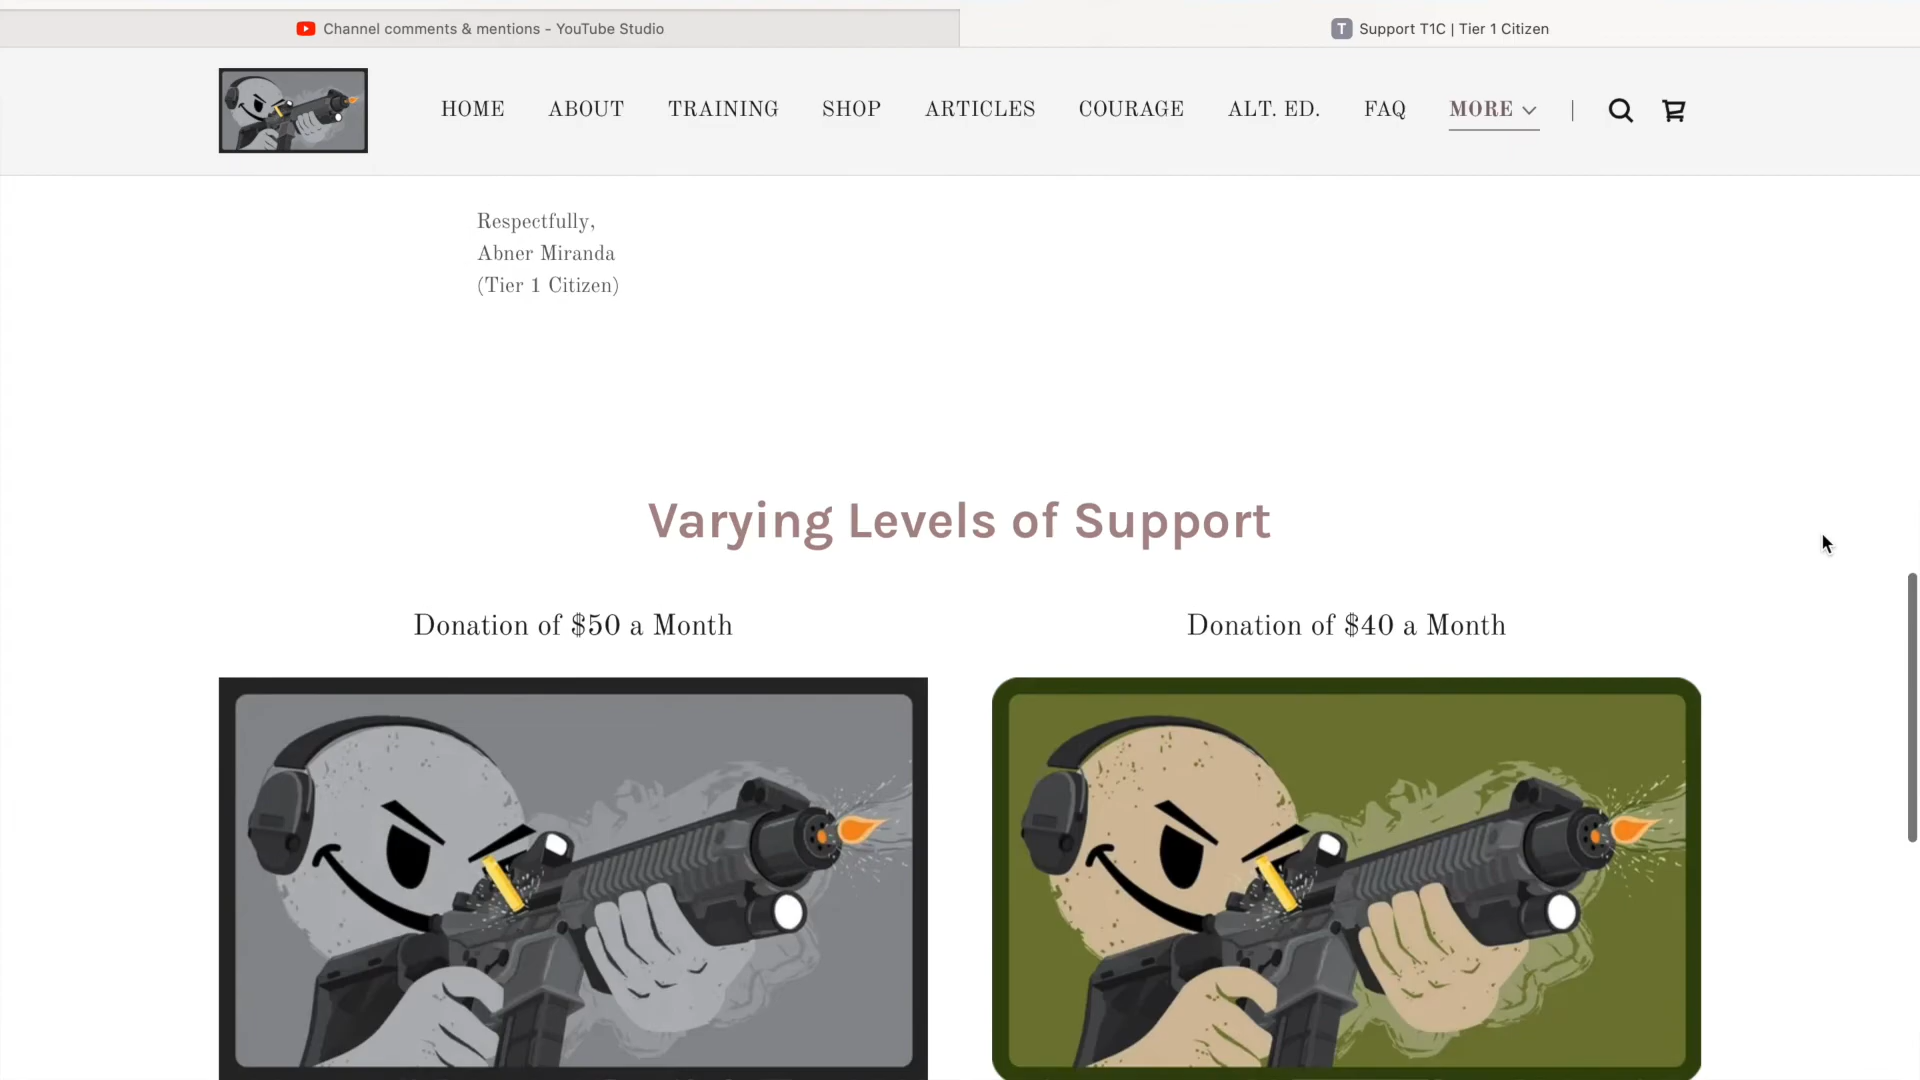 Channel comments & mentions - YouTube Studio
T Support T1C | Tier 1 Citizen
HOME ABOUT TRAINING SHOP ARTICLES COURAGE ALT. ED. FAQ MORE
Respectfully,
Abner Miranda
(Tier 1 Citizen)
Varying Levels of Support
Donation of $50 a Month
Donation of $40 a Month